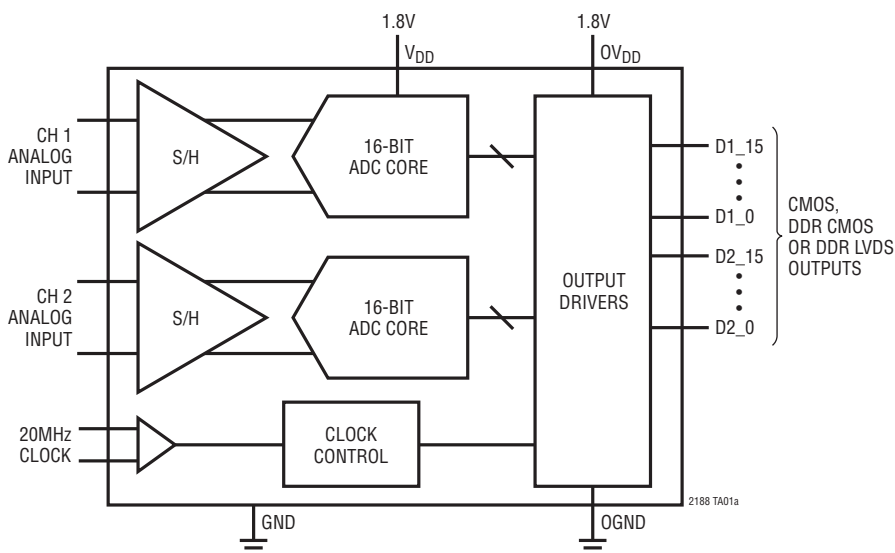 1.8V
1.8V
VDD
OVDD
CH 1
ANALOG
INPUT
S/H
16-BIT
ADC CORE
D1_15
D1_0
CH 2
ANALOG
INPUT
S/H
16-BIT
ADC CORE
OUTPUT
DRIVERS
D2_15
D2_0
CMOS,
DDR CMOS
OR DDR LVDS
OUTPUTS
20MHz
CLOCK
CLOCK
CONTROL
2188 TA01a
GND
OGND